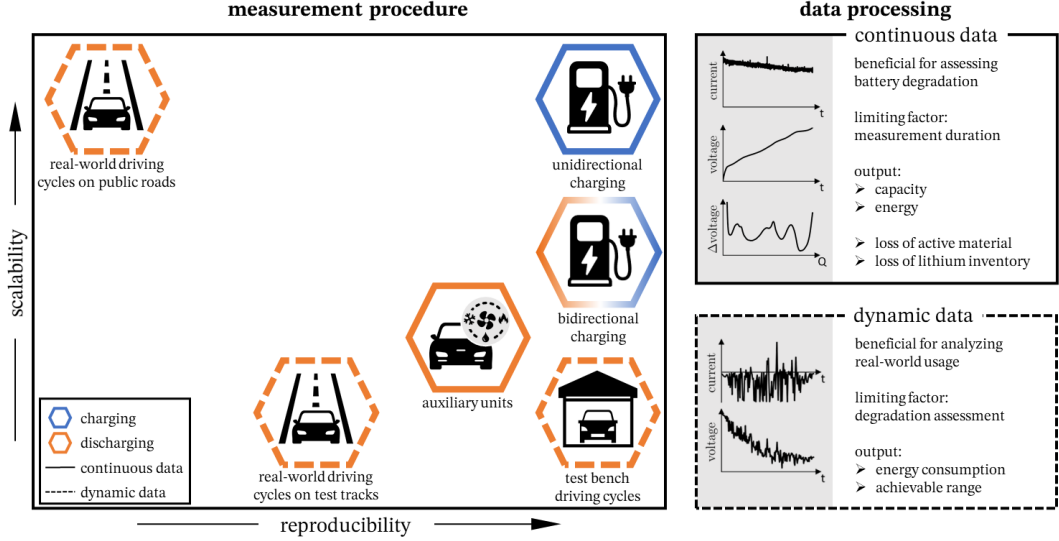 measurement procedure
scalability
reproducibility
real-world driving
cycles on public roads
unidirectional
charging
bidirectional
charging
auxiliary units
real-world driving
cycles on test tracks
test bench
driving cycles
charging
discharging
continuous data
dynamic data
data processing
continuous data
current
t
voltage
t
Δvoltage
Q
beneficial for assessing
battery degradation
limiting factor:
measurement duration
output:
➢ capacity
➢ energy
➢ loss of active material
➢ loss of lithium inventory
dynamic data
current
t
voltage
t
beneficial for analyzing
real-world usage
limiting factor:
degradation assessment
output:
➢ energy consumption
➢ achievable range